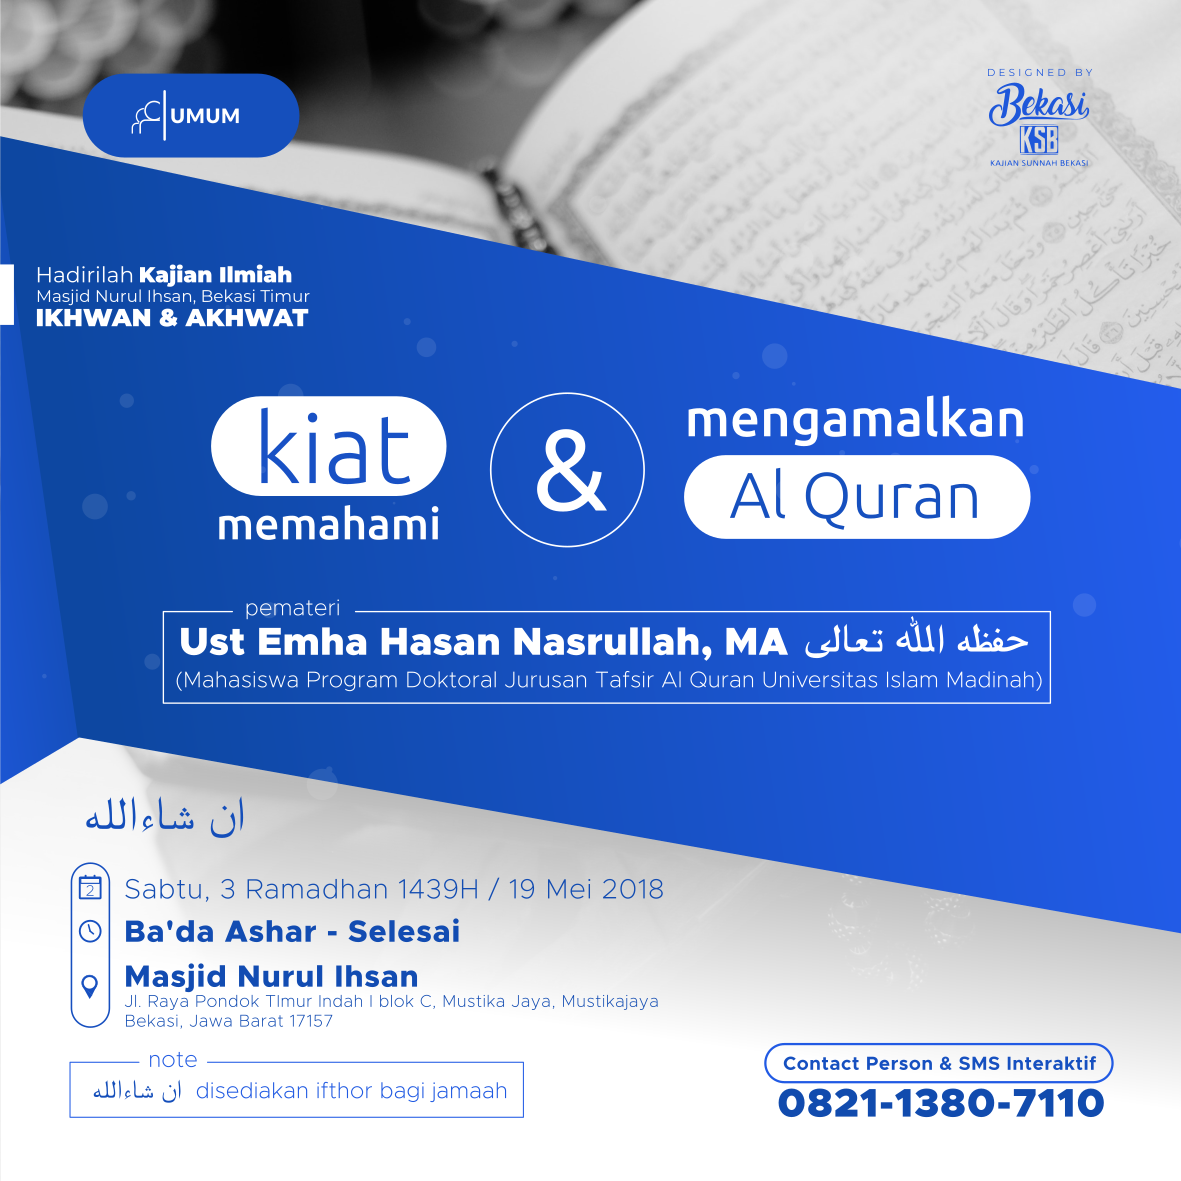 UMUM
DESIGNED BY
Bekasi
KSB
KAJIAN SUNNAH BEKASI
Hadirilah Kajian Ilmiah
Masjid Nurul Ihsan, Bekasi Timur
IKHWAN & AKHWAT
kiat
memahami
&
mengamalkan
Al Quran
pemateri
Ust Emha Hasan Nasrullah, MA حفظه الله تعالى
(Mahasiswa Program Doktoral Jurusan Tafsir Al Quran Universitas Islam Madinah)
ان شاءالله
2
Sabtu, 3 Ramadhan 1439H / 19 Mei 2018
Ba'da Ashar - Selesai
Masjid Nurul Ihsan
Jl. Raya Pondok TImur Indah I blok C, Mustika Jaya, Mustikajaya
Bekasi, Jawa Barat 17157
note
ان شاءالله disediakan ifthor bagi jamaah
Contact Person & SMS Interaktif
0821-1380-7110